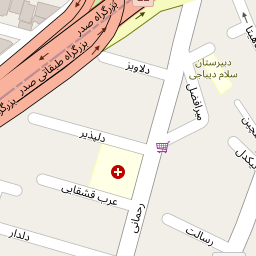 بزرگراه صدر
بزرگراه طبقاتی صدر
دلاویز
دبیرستان
سلام دیباجی
میرافضل
دلپذیر
عرب قشقایی
رحمانی
رسالت
دلدار